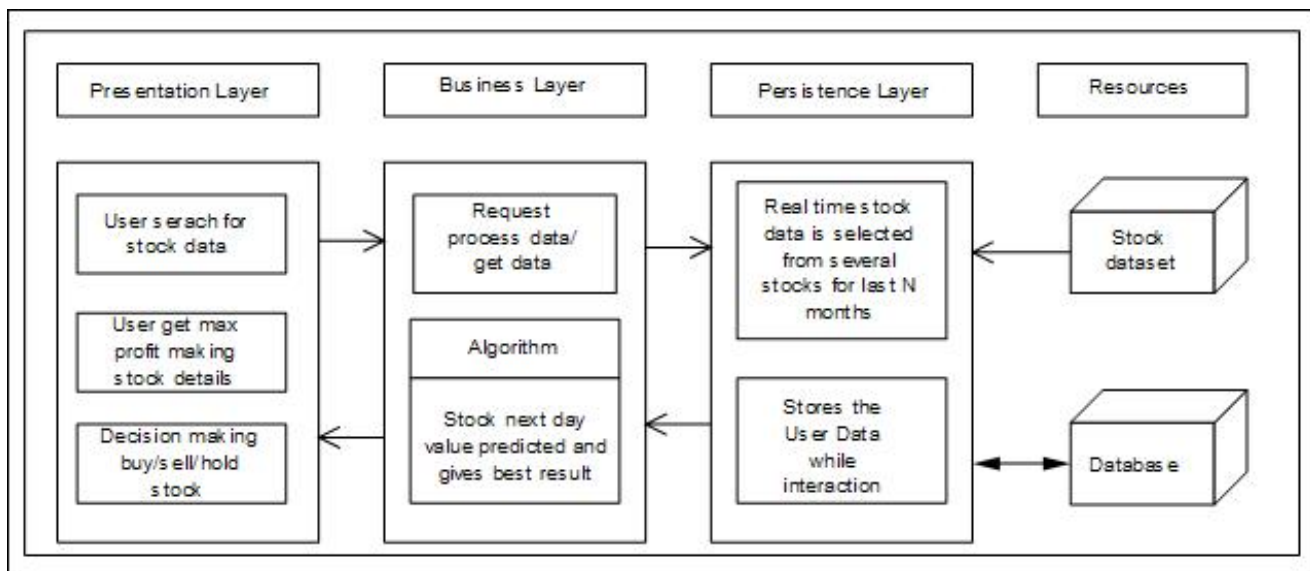 Presentation Layer
Business Layer
Persistence Layer
Resources
User serach for
stock data
User get max
profit making
stock details
Decision making
buy/sell/hold
stock
Request
process data/
get data
Algorithm
Stock next day
value predicted and
gives best result
Real time stock
data is selected
from several
stocks for last N
months
Stores the
User Data
while
interaction
Stock
dataset
Database